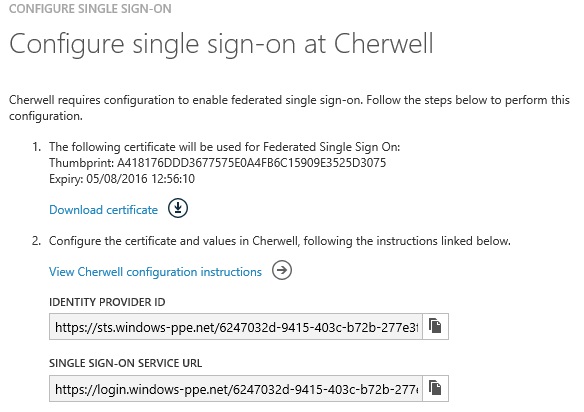 CONFIGURE SINGLE SIGN-ON
Configure single sign-on at Cherwell
Cherwell requires configuration to enable federated single sign-on. Follow the steps below to perform this
configuration.
1. The following certificate will be used for Federated Single Sign On:
Thumbprint: A418176DDD3677575E0A4FB6C15909E3525D3075
Expiry: 05/08/2016 12:56:10
Download certificate
2. Configure the certificate and values in Cherwell, following the instructions linked below.
View Cherwell configuration instructions
IDENTITY PROVIDER ID
https://sts.windows-ppe.net/6247032d-9415-403c-b72b-277e3f
SINGLE SIGN-ON SERVICE URL
https://login.windows-ppe.net/6247032d-9415-403c-b72b-277e